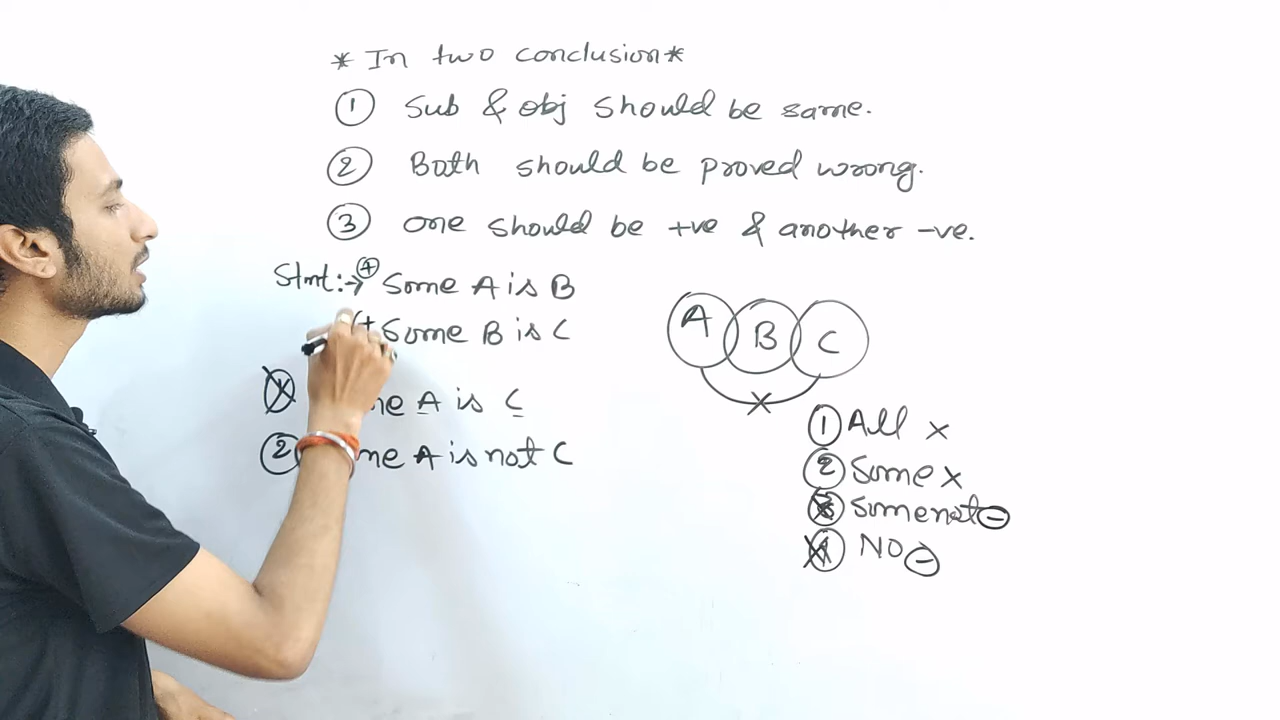 * In two conclusion *
① Sub & obj should be same.
② Both should be proved wrong.
③ one should be +ve & another -ve.
Stmt:→ ⊕ Some A is B
+ Some B is C
① me A is C
② me A is not C
A B C
×
① All ×
② Some ×
③ Some not ⊖
④ NO ⊖